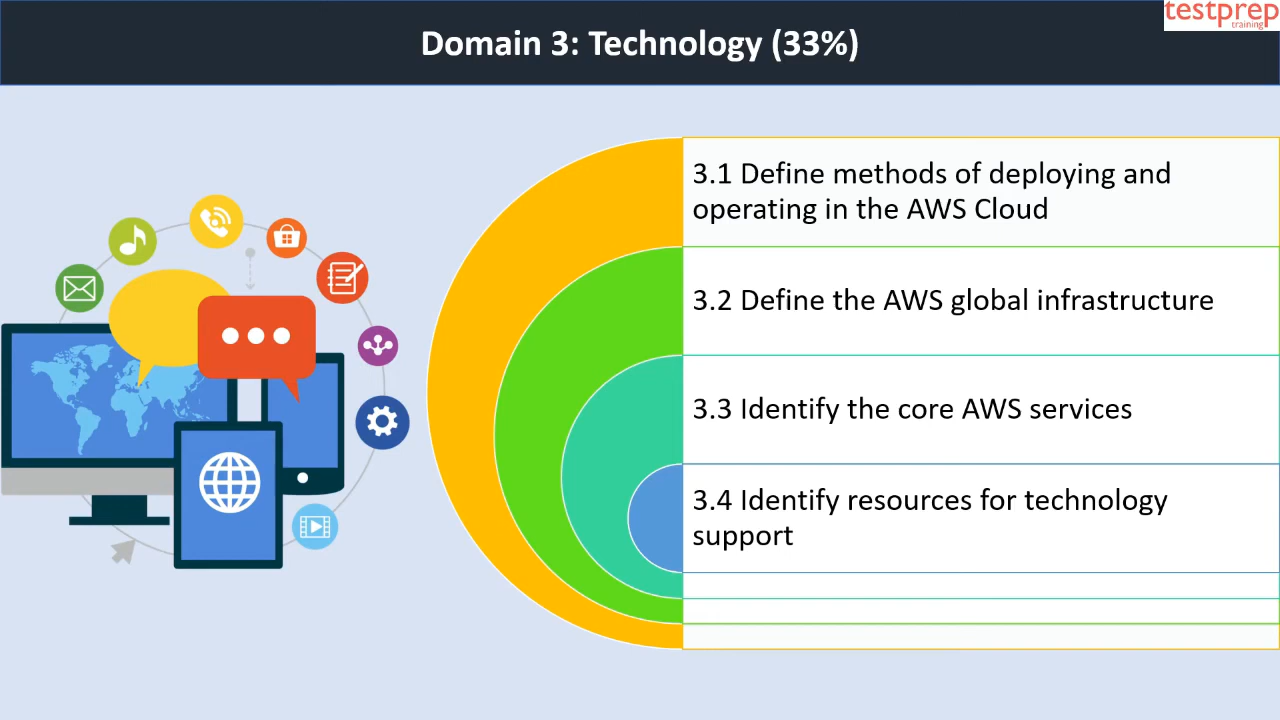 testprep
training
Domain 3: Technology (33%)
3.1 Define methods of deploying and
operating in the AWS Cloud
3.2 Define the AWS global infrastructure
3.3 Identify the core AWS services
3.4 Identify resources for technology
support